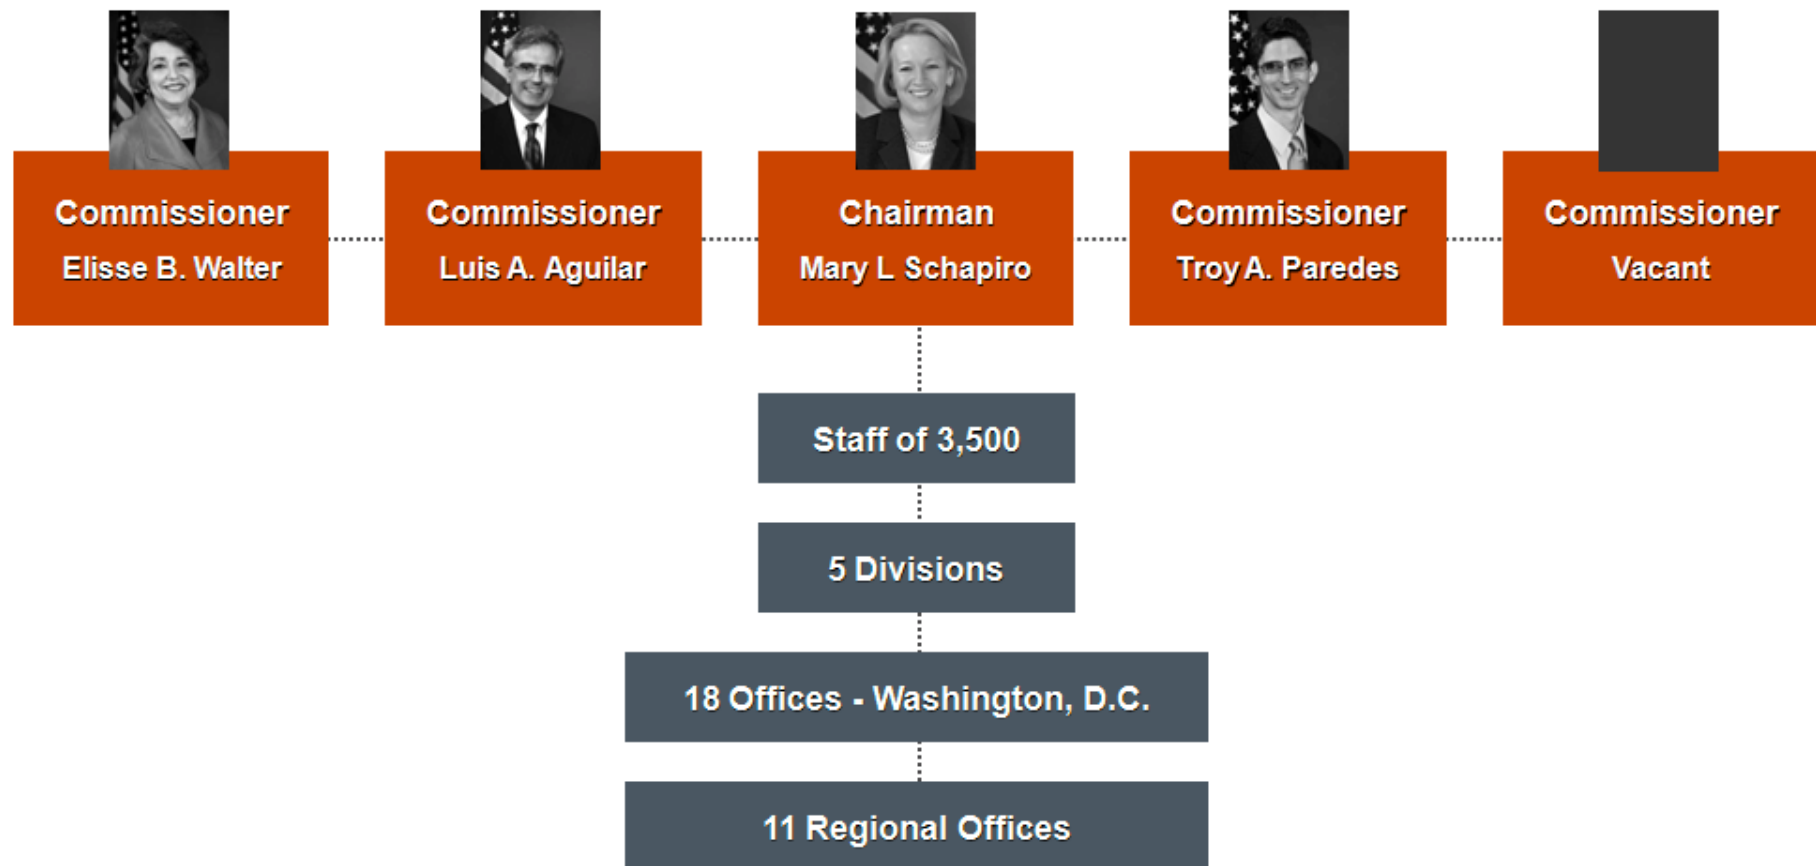 Commissioner
Elisse B. Walter
Commissioner
Luis A. Aguilar
Chairman
Mary L Schapiro
Commissioner
Troy A. Paredes
Commissioner
Vacant
Staff of 3,500
5 Divisions
18 Offices - Washington, D.C.
11 Regional Offices